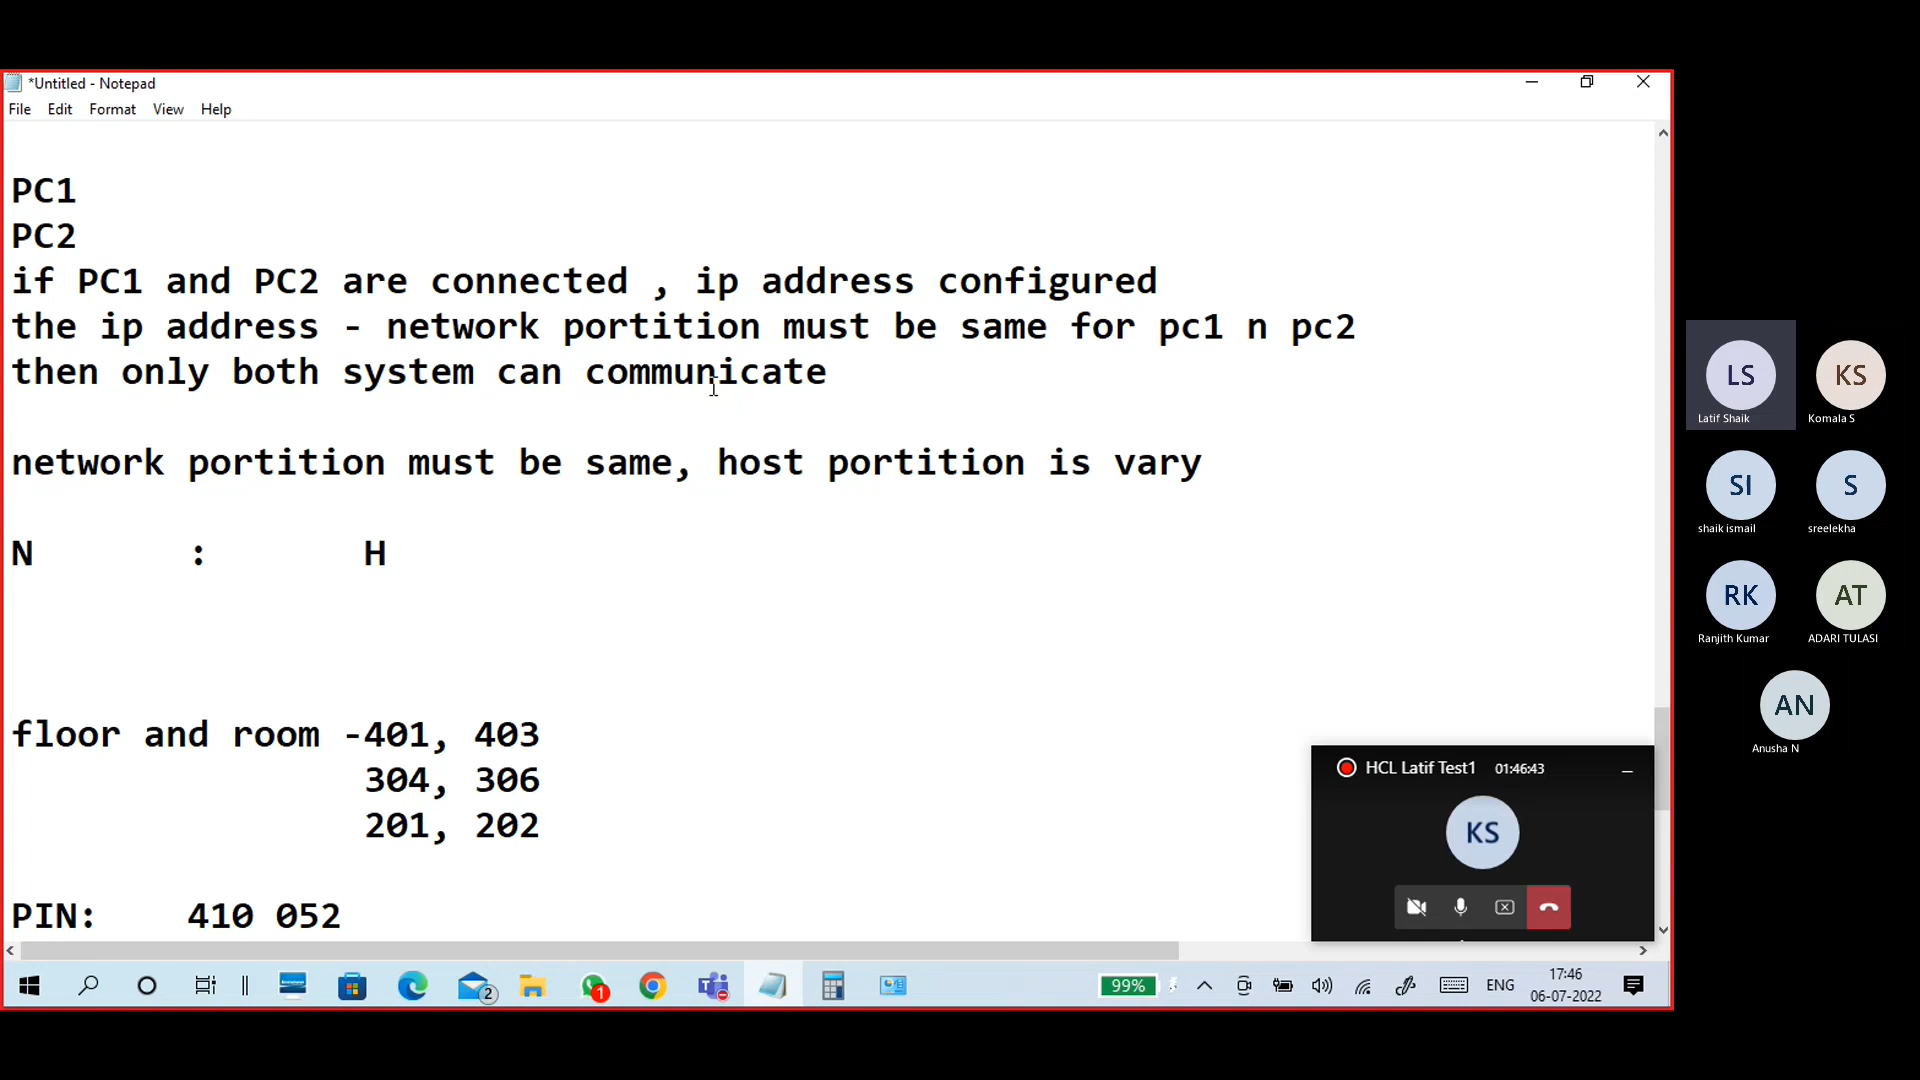 *Untitled - Notepad
File Edit Format View Help
PC1
PC2
if PC1 and PC2 are connected , ip address configured
the ip address - network portition must be same for pc1 n pc2
then only both system can communicate
network portition must be same, host portition is vary
N : H
floor and room -401, 403
304, 306
201, 202
PIN: 410 052
HCL Latif Test1 01:46:43
KS
2
1
99%
ENG
17:46
06-07-2022
LS
Latif Shaik
KS
Komala S
SI
shaik ismail
S
sreelekha
RK
Ranjith Kumar
AT
ADARI TULASI
AN
Anusha N